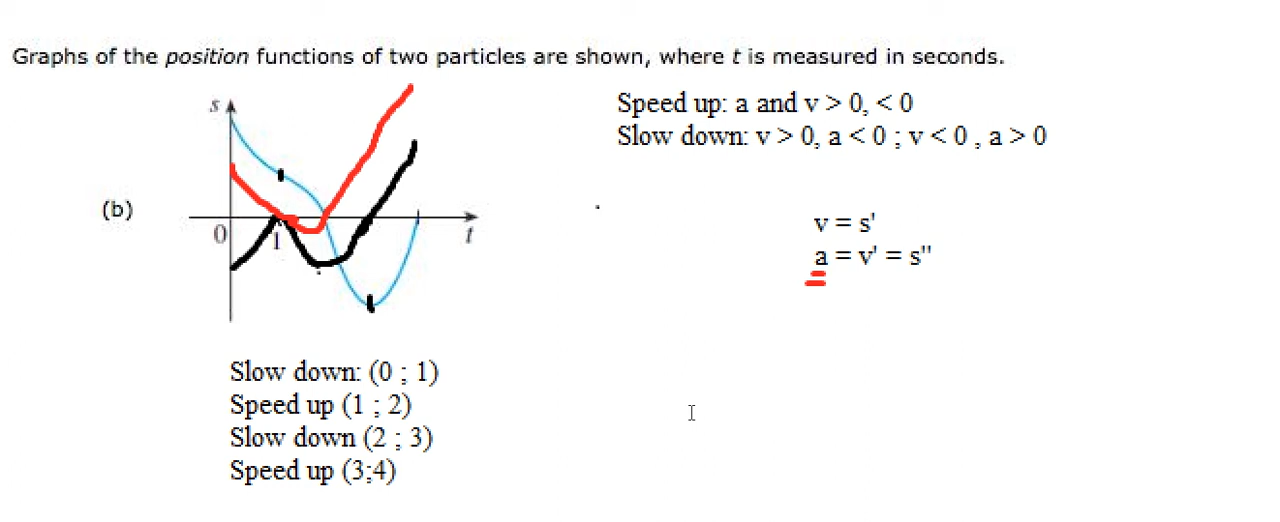 Graphs of the position functions of two particles are shown, where t is measured in seconds.
s
Speed up: a and v > 0, < 0
Slow down: v > 0, a < 0 ; v < 0 , a > 0
(b)
0
1
t
v = s'
a = v' = s"
Slow down: (0 ; 1)
Speed up (1 ; 2)
Slow down (2 ; 3)
Speed up (3;4)